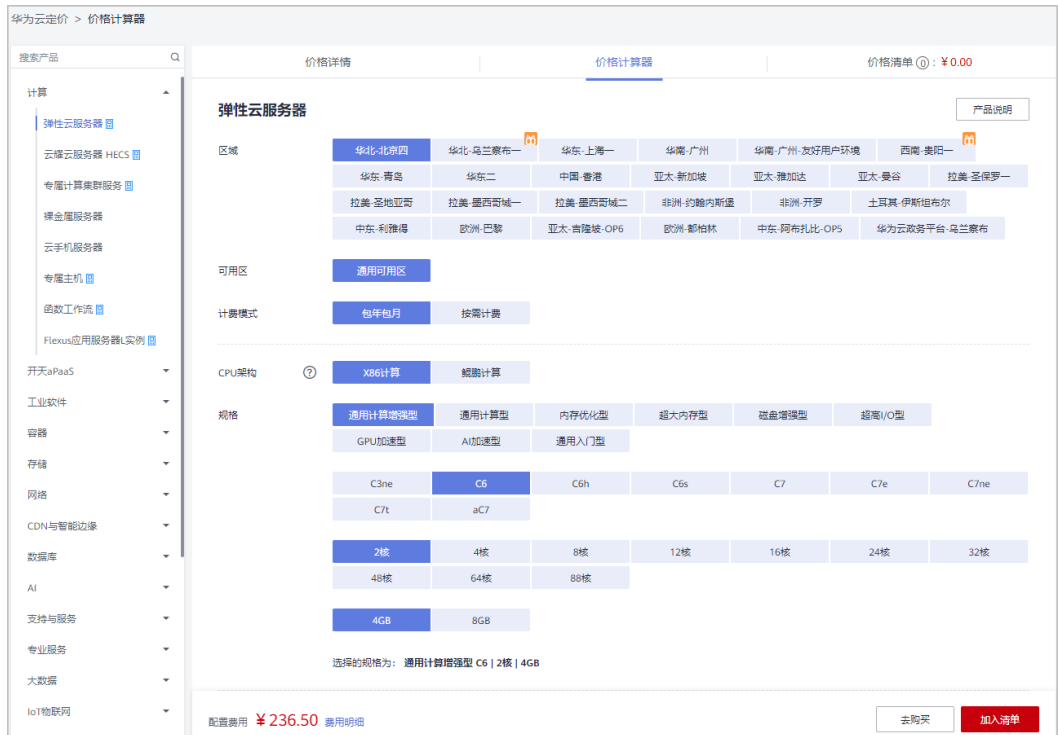 华为云定价 > 价格计算器
搜索产品
计算
弹性云服务器
云耀云服务器 HECS
专属计算集群服务
裸金属服务器
云手机服务器
专属主机
函数工作流
Flexus应用服务器L实例
开天aPaaS
工业软件
容器
存储
网络
CDN与智能边缘
数据库
AI
支持与服务
专业服务
大数据
IoT物联网
价格详情 价格计算器 价格清单 0 : ¥0.00
弹性云服务器 产品说明
区域 华北-北京四 华北-乌兰察布一 华东-上海一 华南-广州 华南-广州-友好用户环境 西南-贵阳一
华东-青岛 华东二 中国-香港 亚太-新加坡 亚太-雅加达 亚太-曼谷 拉美-圣保罗一
拉美-圣地亚哥 拉美-墨西哥城一 拉美-墨西哥城二 非洲-约翰内斯堡 非洲-开罗 土耳其-伊斯坦布尔
中东-利雅得 欧洲-巴黎 亚太-吉隆坡-OP6 欧洲-都柏林 中东-阿布扎比-OP5 华为云政务平台-乌兰察布
可用区 通用可用区
计费模式 包年包月 按需计费
CPU架构 ? X86计算 鲲鹏计算
规格 通用计算增强型 通用计算型 内存优化型 超大内存型 磁盘增强型 超高I/O型
GPU加速型 AI加速型 通用入门型
C3ne C6 C6h C6s C7 C7e C7ne
C7t aC7
2核 4核 8核 12核 16核 24核 32核
48核 64核 88核
4GB 8GB
选择的规格为： 通用计算增强型 C6 | 2核 | 4GB
配置费用 ¥236.50 费用明细 去购买 加入清单